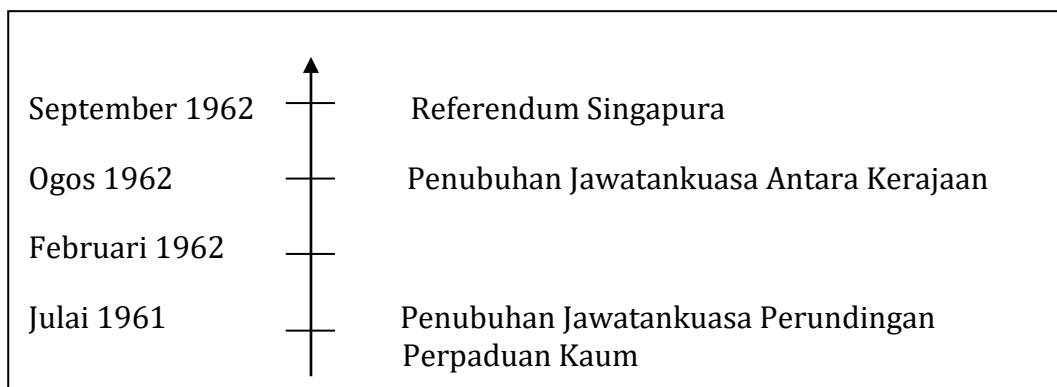 September 1962 Referendum Singapura
Ogos 1962 Penubuhan Jawatankuasa Antara Kerajaan
Februari 1962
Julai 1961 Penubuhan Jawatankuasa Perundingan
Perpaduan Kaum